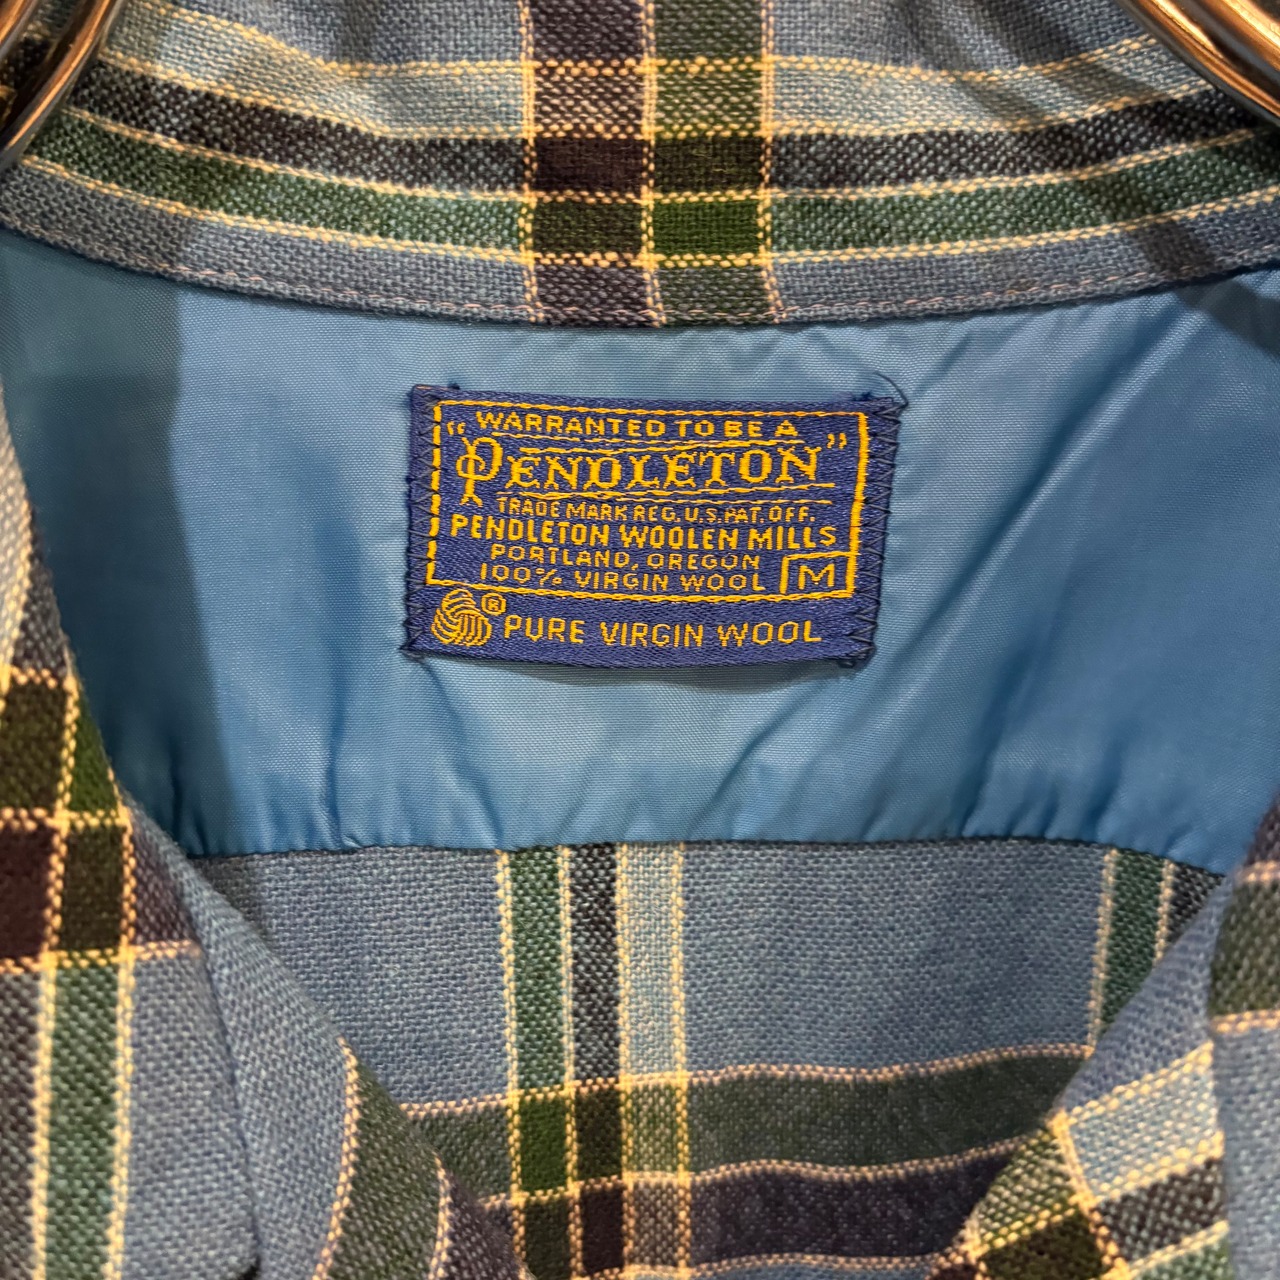 WARRANTED TO BE A
"PENDLETON"
TRADE MARK REG. U.S. PAT. OFF.
PENDLETON WOOLEN MILLS
PORTLAND, OREGON
100% VIRGIN WOOL M
® PURE VIRGIN WOOL